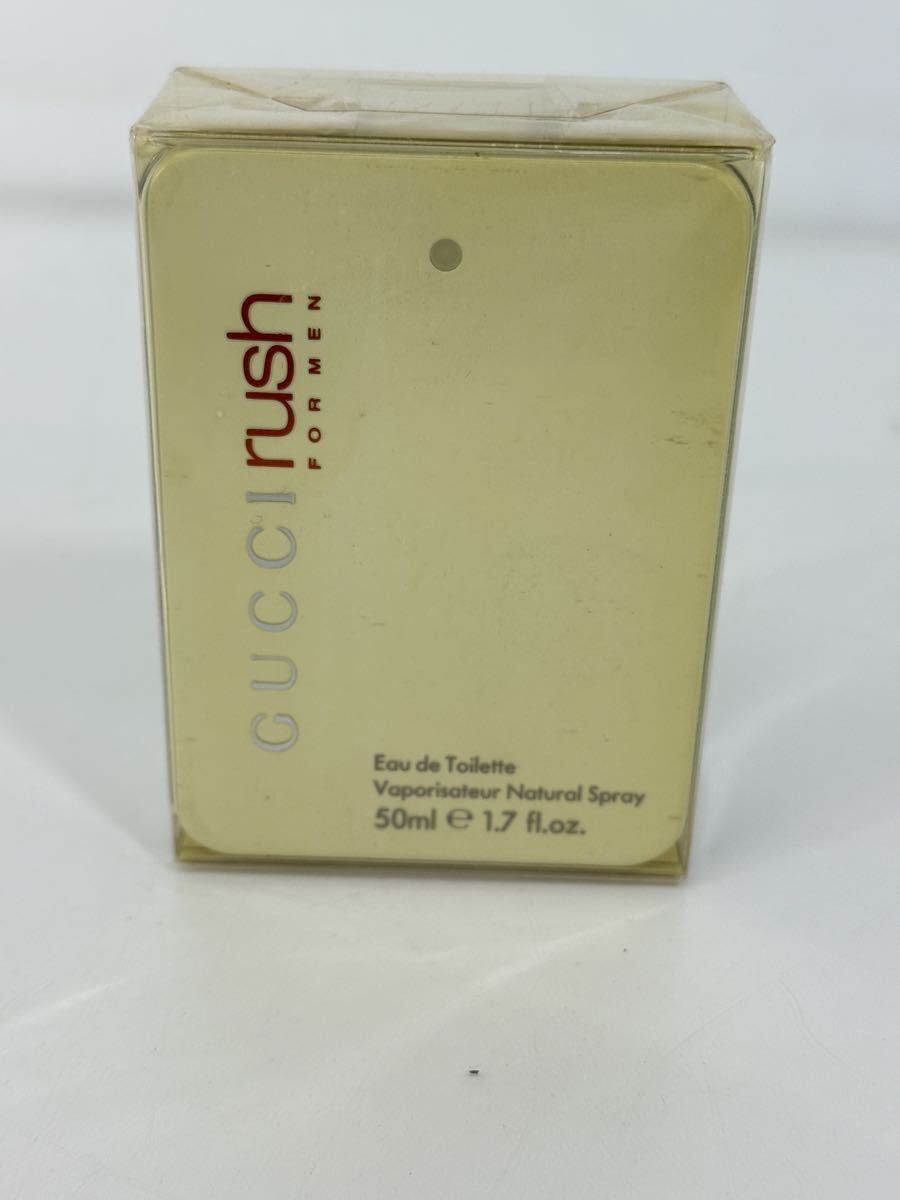 GUCCI rush
FOR MEN
Eau de Toilette
Vaporisateur Natural Spray
50ml ℮ 1.7 fl.oz.